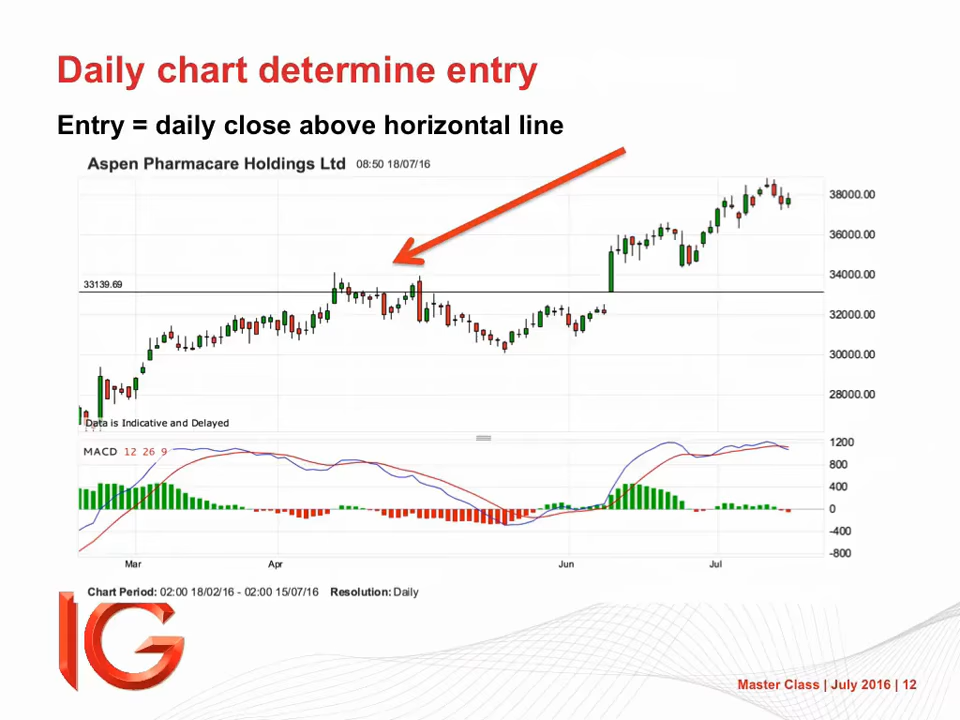 Daily chart determine entry
Entry = daily close above horizontal line
Aspen Pharmacare Holdings Ltd 08:50 18/07/16
38000.00
36000.00
34000.00
33139.69
32000.00
30000.00
28000.00
Data is Indicative and Delayed
MACD 12 26 9
1200
800
400
0
-400
-800
Mar Apr Jun Jul
Chart Period: 02:00 18/02/16 - 02:00 15/07/16 Resolution: Daily
IG
Master Class | July 2016 | 12